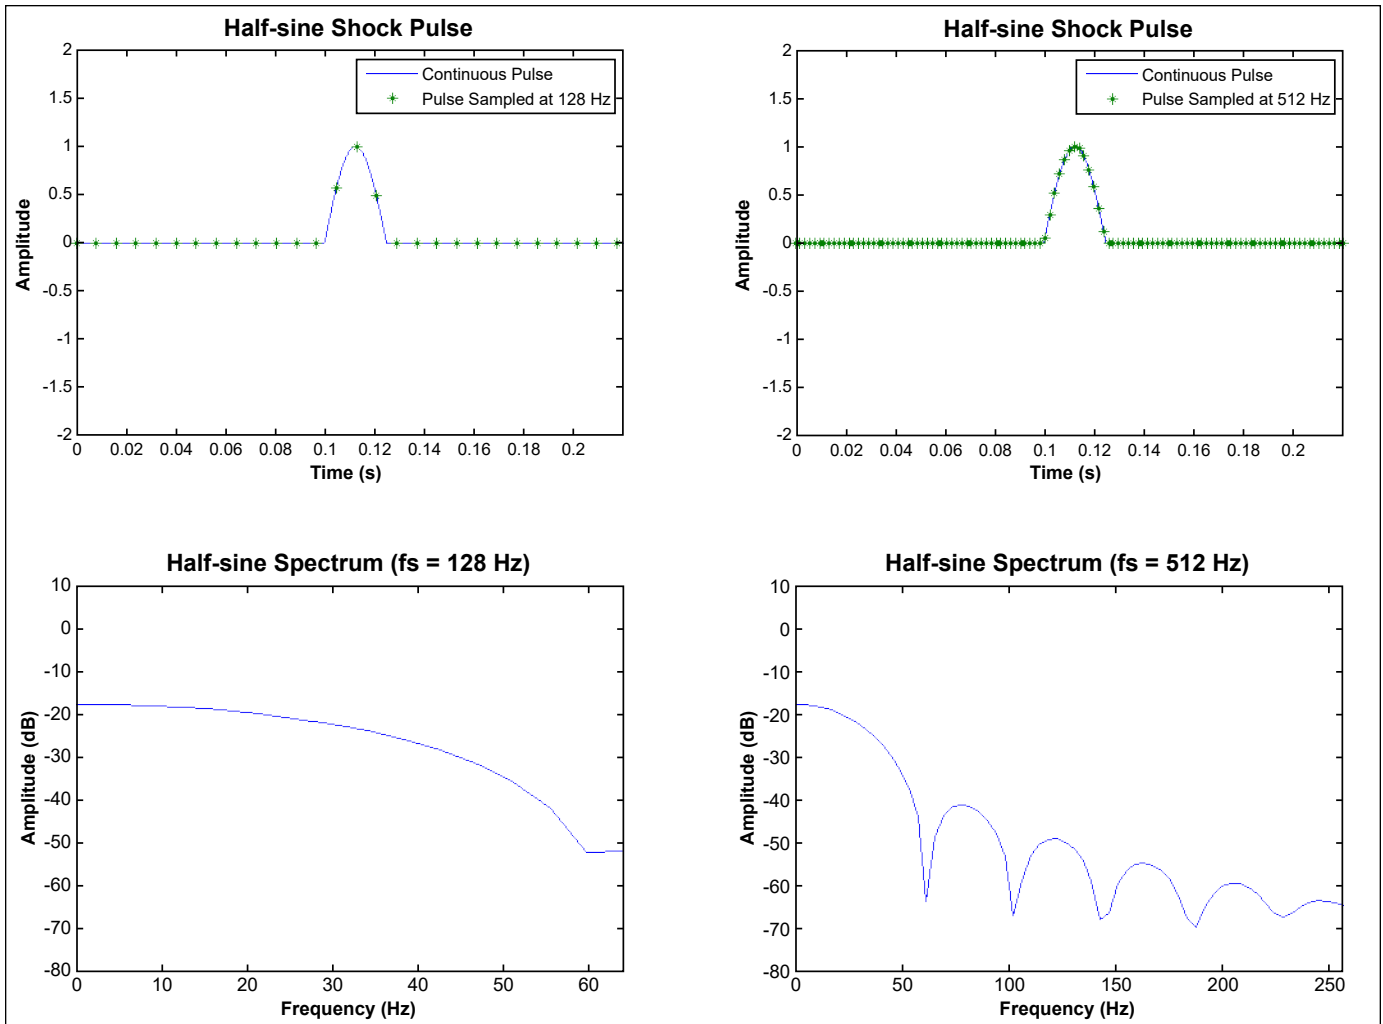 Half-sine Shock Pulse
2
1.5
1
0.5
0
-0.5
-1
-1.5
-2
Amplitude
Continuous Pulse
Pulse Sampled at 128 Hz
0 0.02 0.04 0.06 0.08 0.1 0.12 0.14 0.16 0.18 0.2
Time (s)
Half-sine Shock Pulse
2
1.5
1
0.5
0
-0.5
-1
-1.5
-2
Amplitude
Continuous Pulse
Pulse Sampled at 512 Hz
0 0.02 0.04 0.06 0.08 0.1 0.12 0.14 0.16 0.18 0.2
Time (s)
Half-sine Spectrum (fs = 128 Hz)
10
0
-10
-20
-30
-40
-50
-60
-70
-80
Amplitude (dB)
0 10 20 30 40 50 60
Frequency (Hz)
Half-sine Spectrum (fs = 512 Hz)
10
0
-10
-20
-30
-40
-50
-60
-70
-80
Amplitude (dB)
0 50 100 150 200 250
Frequency (Hz)